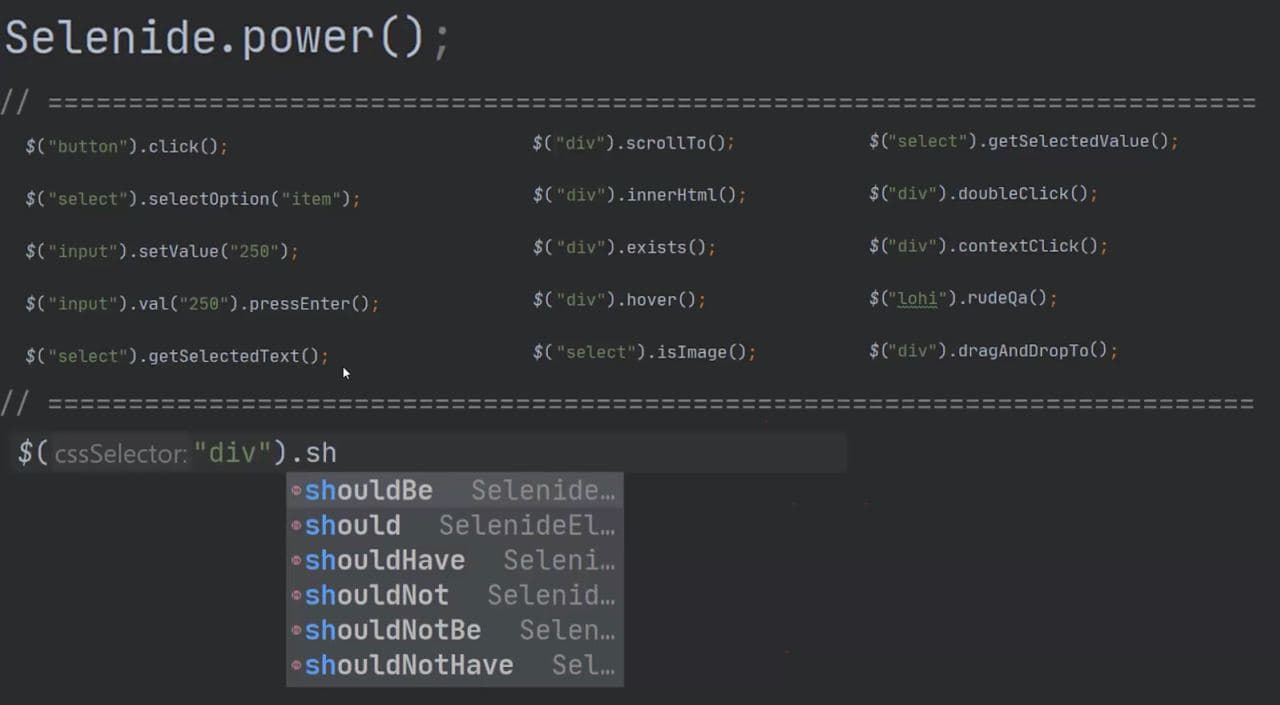 Selenide.power();
// ======================================================================
$("button").click();
$("select").selectOption("item");
$("input").setValue("250");
$("input").val("250").pressEnter();
$("select").getSelectedText();
$("div").scrollTo();
$("div").innerHtml();
$("div").exists();
$("div").hover();
$("select").isImage();
$("select").getSelectedValue();
$("div").doubleClick();
$("div").contextClick();
$("lohi").rudeQa();
$("div").dragAndDropTo();
// ======================================================================
$( cssSelector: "div").sh
shouldBe Selenide…
should SelenideEl…
shouldHave Seleni…
shouldNot Selenid…
shouldNotBe Selen…
shouldNotHave Sel…